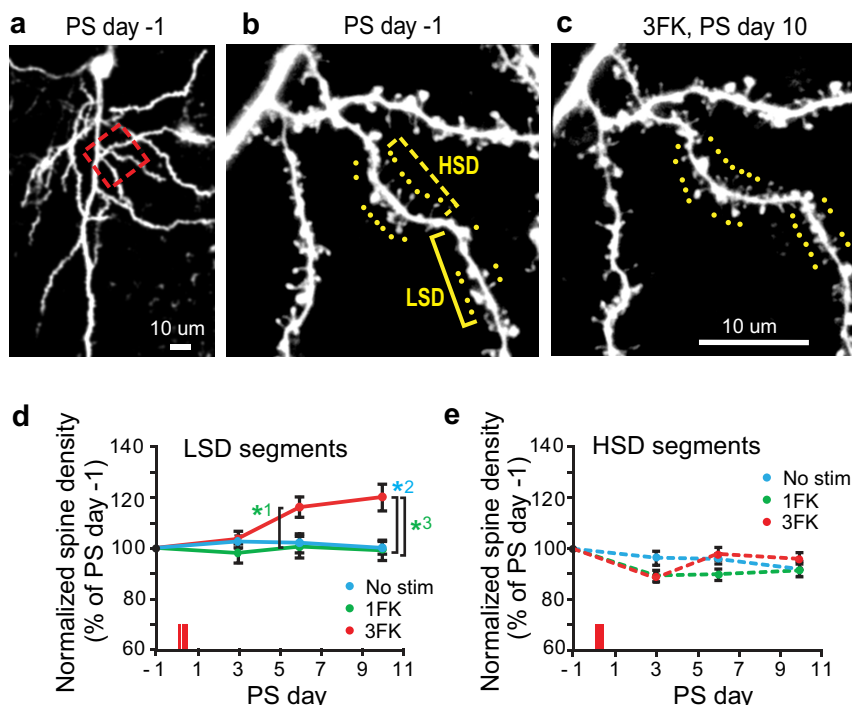 a PS day -1
b PS day -1
c 3FK, PS day 10
HSD
LSD
10 um
10 um
d
LSD segments
Normalized spine density
(% of PS day -1)
140
120
100
80
60
*1
*2
*3
No stim
1FK
3FK
-1 1 3 5 7 9 11
PS day
e
HSD segments
Normalized spine density
(% of PS day -1)
140
120
100
80
60
No stim
1FK
3FK
-1 1 3 5 7 9 11
PS day